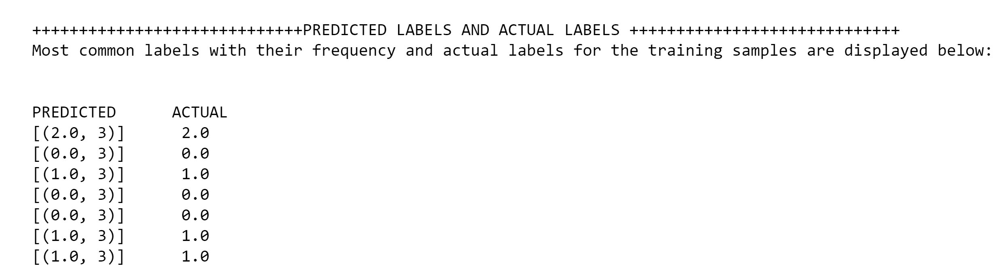 +++++++++++++++++++++++++++++PREDICTED LABELS AND ACTUAL LABELS +++++++++++++++++++++++++++++
Most common labels with their frequency and actual labels for the training samples are displayed below:
PREDICTED      ACTUAL
[(2.0, 3)]      2.0
[(0.0, 3)]      0.0
[(1.0, 3)]      1.0
[(0.0, 3)]      0.0
[(0.0, 3)]      0.0
[(1.0, 3)]      1.0
[(1.0, 3)]      1.0